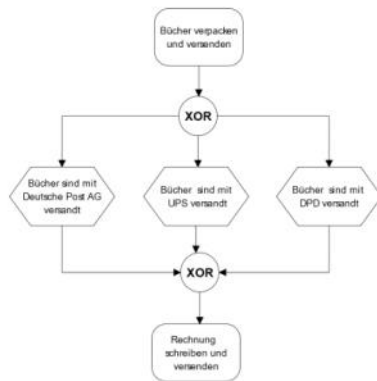 Bücher verpacken
und versenden
XOR
Bücher sind mit
Deutsche Post AG
versandt
Bücher sind mit
UPS versandt
Bücher sind mit
DPD versandt
XOR
Rechnung
schreiben und
versenden